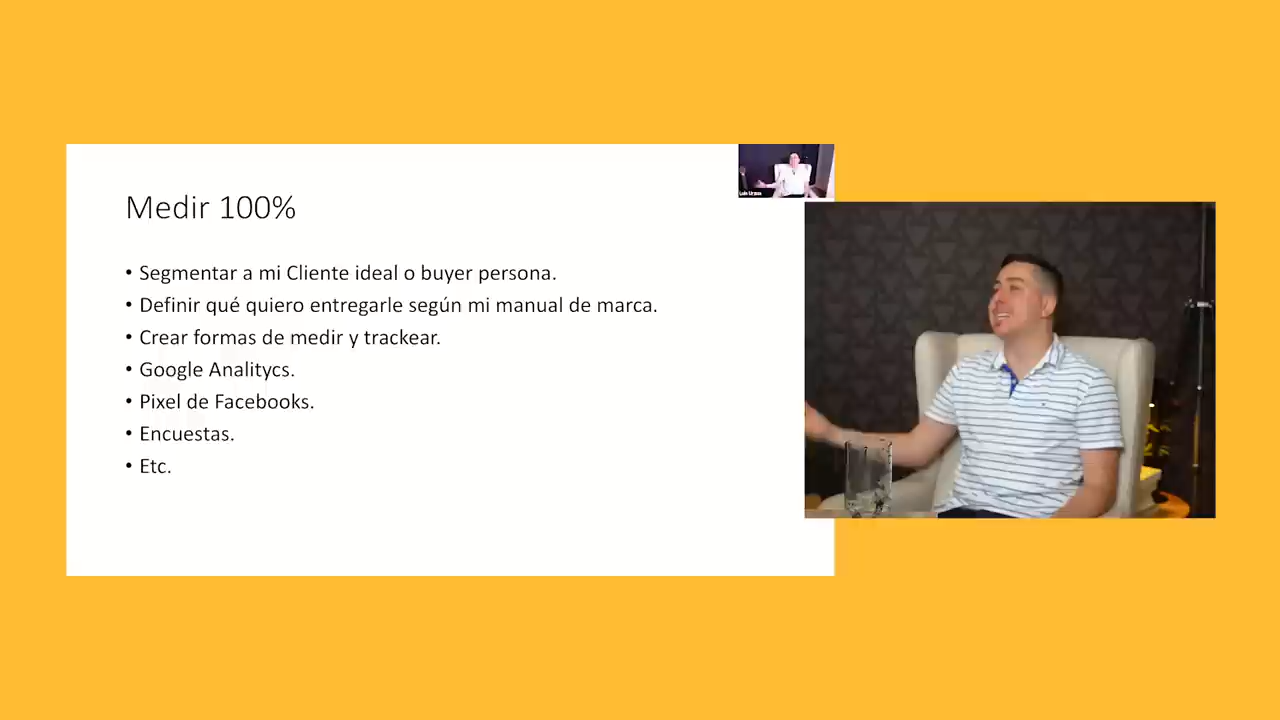 Medir 100%
• Segmentar a mi Cliente ideal o buyer persona.
• Definir qué quiero entregarle según mi manual de marca.
• Crear formas de medir y trackear.
• Google Analitycs.
• Pixel de Facebooks.
• Encuestas.
• Etc.